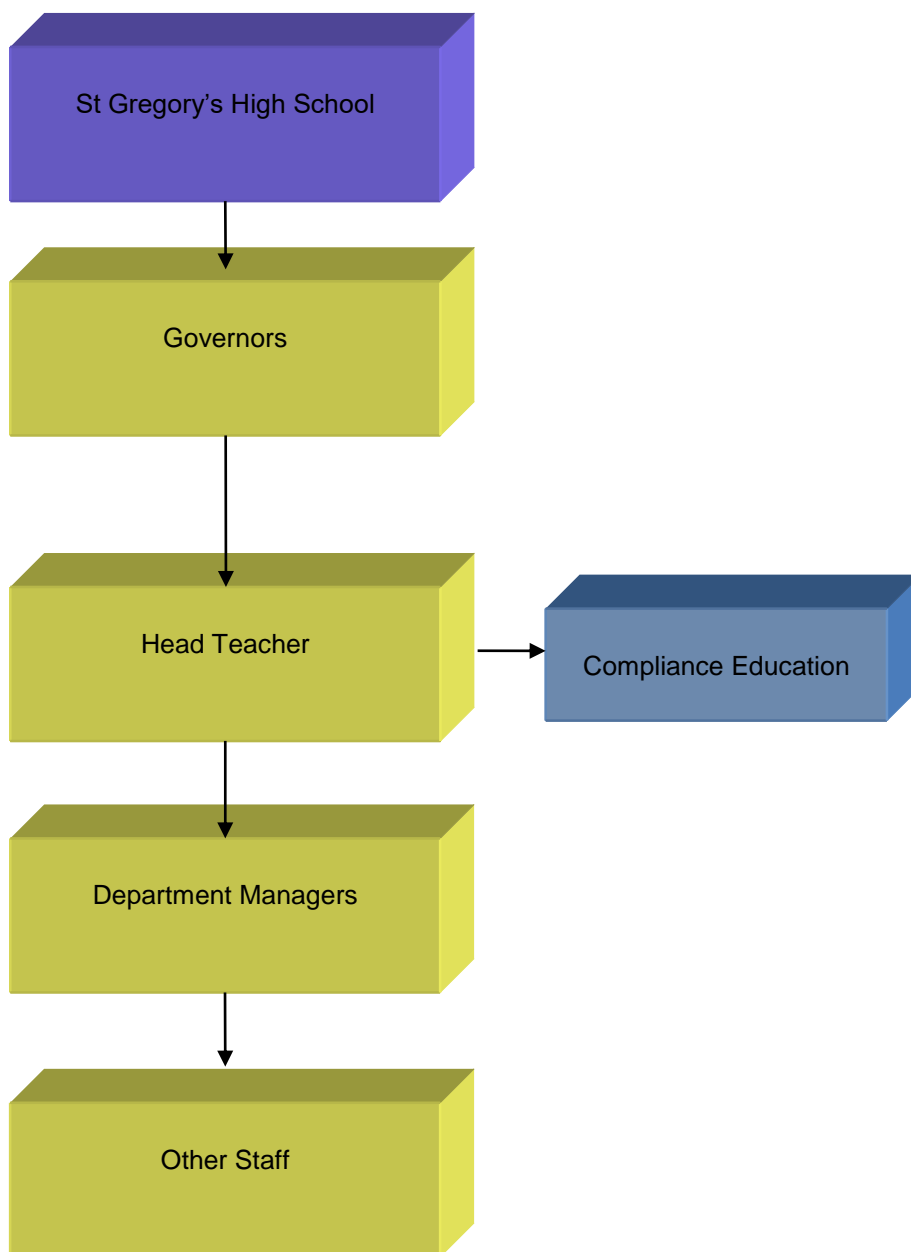 St Gregory’s High School
Governors
Head Teacher
Compliance Education
Department Managers
Other Staff